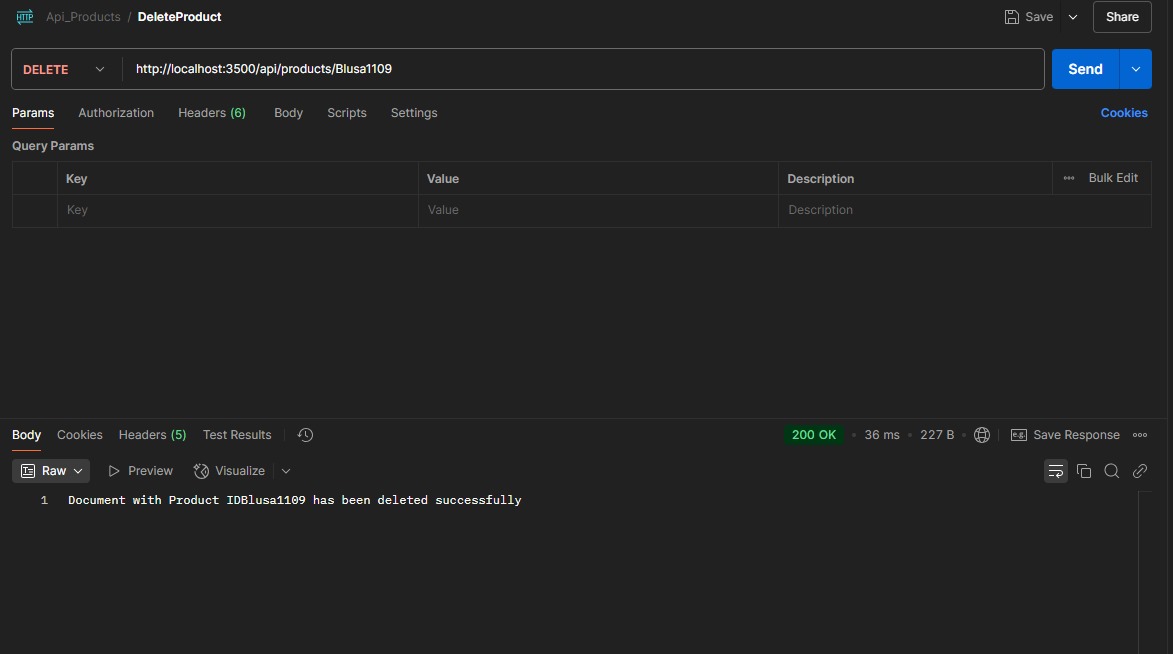 HTTP Api_Products / DeleteProduct Save Share
DELETE http://localhost:3500/api/products/Blusa1109 Send
Params Authorization Headers (6) Body Scripts Settings Cookies
Query Params
Key Value Description ••• Bulk Edit
Key Value Description
Body Cookies Headers (5) Test Results 200 OK • 36 ms • 227 B • e.g. Save Response •••
Raw Preview Visualize
1 Document with Product IDBlusa1109 has been deleted successfully